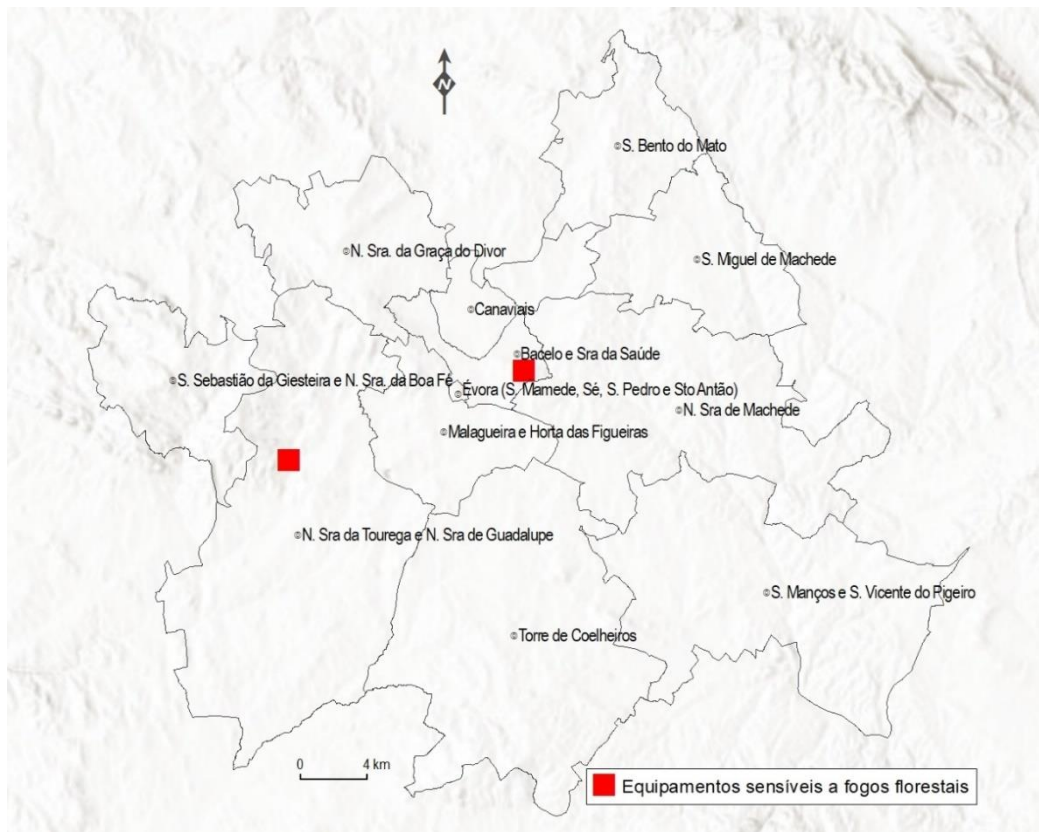 N
S. Bento do Mato
N. Sra. da Graça do Divor
S. Miguel de Machede
Canaviais
Bacelo e Sra da Saúde
S. Sebastião da Giesteira e N. Sra. da Boa Fé
Évora (S. Mamede, Sé, S. Pedro e Sto Antão)
N. Sra de Machede
Malagueira e Horta das Figueiras
N. Sra da Tourega e N. Sra de Guadalupe
S. Manços e S. Vicente do Pigeiro
Torre de Coelheiros
0 4 km
Equipamentos sensíveis a fogos florestais